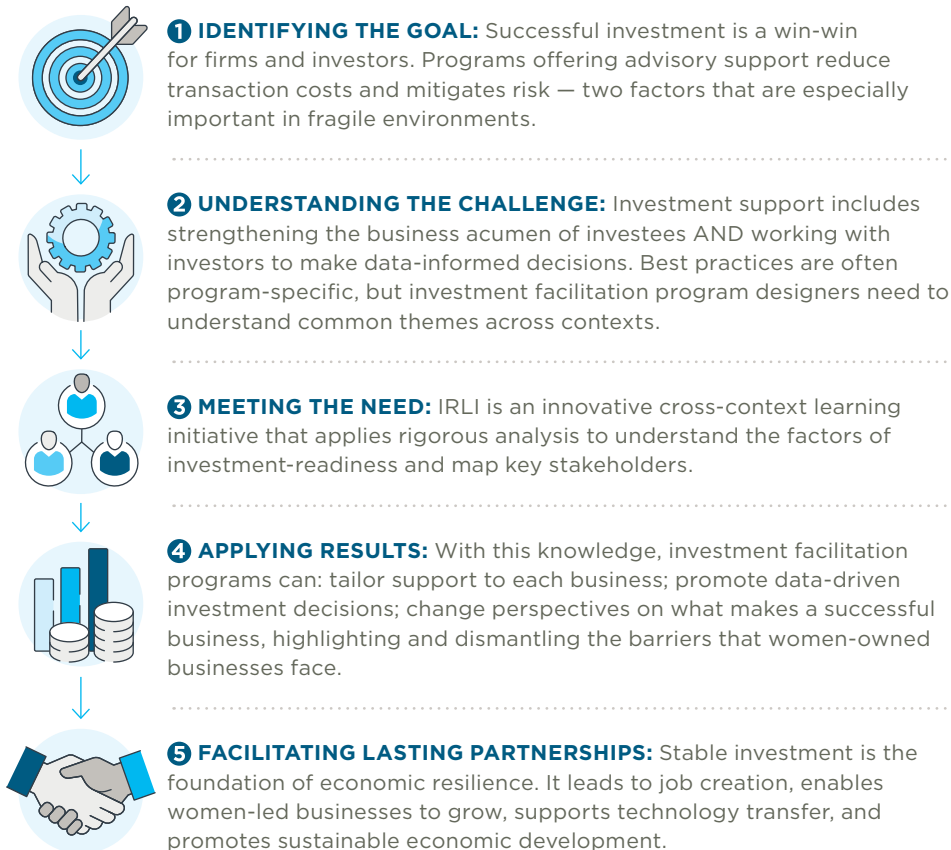 1 IDENTIFYING THE GOAL: Successful investment is a win-win
for firms and investors. Programs offering advisory support reduce
transaction costs and mitigates risk — two factors that are especially
important in fragile environments.
2 UNDERSTANDING THE CHALLENGE: Investment support includes
strengthening the business acumen of investees AND working with
investors to make data-informed decisions. Best practices are often
program-specific, but investment facilitation program designers need to
understand common themes across contexts.
3 MEETING THE NEED: IRLI is an innovative cross-context learning
initiative that applies rigorous analysis to understand the factors of
investment-readiness and map key stakeholders.
4 APPLYING RESULTS: With this knowledge, investment facilitation
programs can: tailor support to each business; promote data-driven
investment decisions; change perspectives on what makes a successful
business, highlighting and dismantling the barriers that women-owned
businesses face.
5 FACILITATING LASTING PARTNERSHIPS: Stable investment is the
foundation of economic resilience. It leads to job creation, enables
women-led businesses to grow, supports technology transfer, and
promotes sustainable economic development.